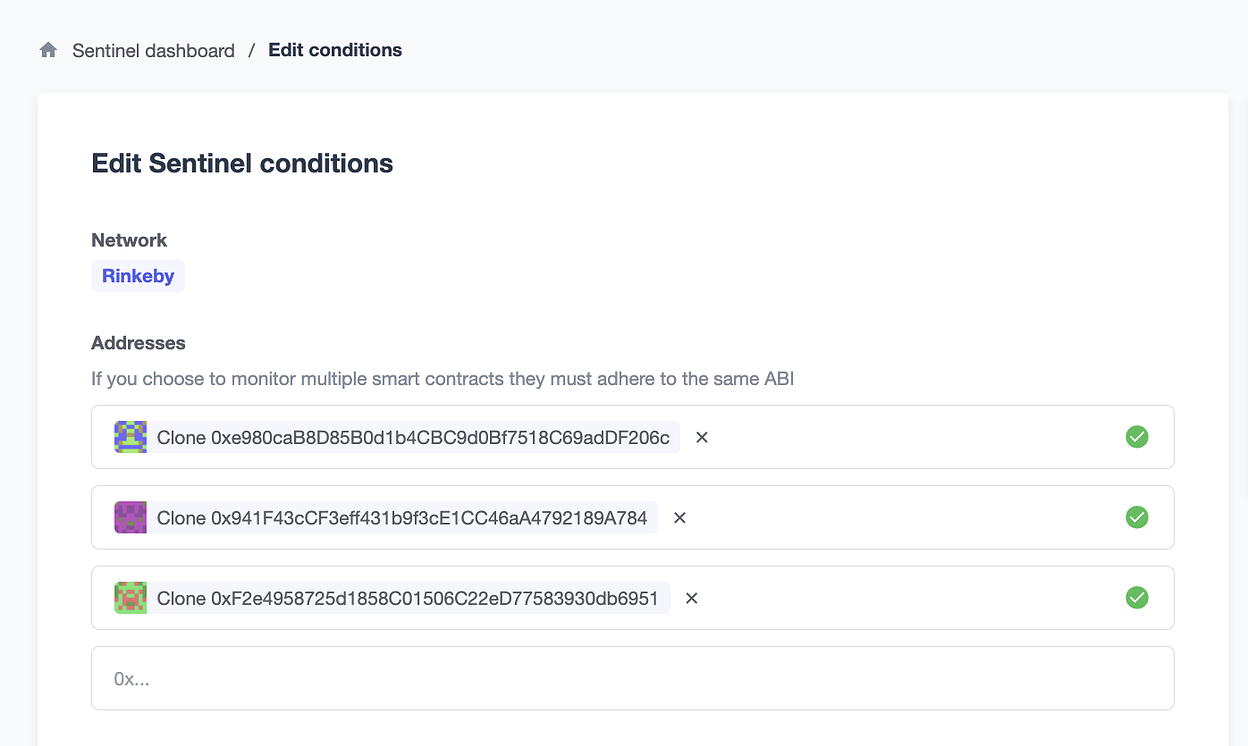 Sentinel dashboard / Edit conditions
Edit Sentinel conditions
Network
Rinkeby
Addresses
If you choose to monitor multiple smart contracts they must adhere to the same ABI
Clone 0xe980caB8D85B0d1b4CBC9d0Bf7518C69adDF206c ×
Clone 0x941F43cCF3eff431b9f3cE1CC46aA4792189A784 ×
Clone 0xF2e4958725d1858C01506C22eD77583930db6951 ×
0x...